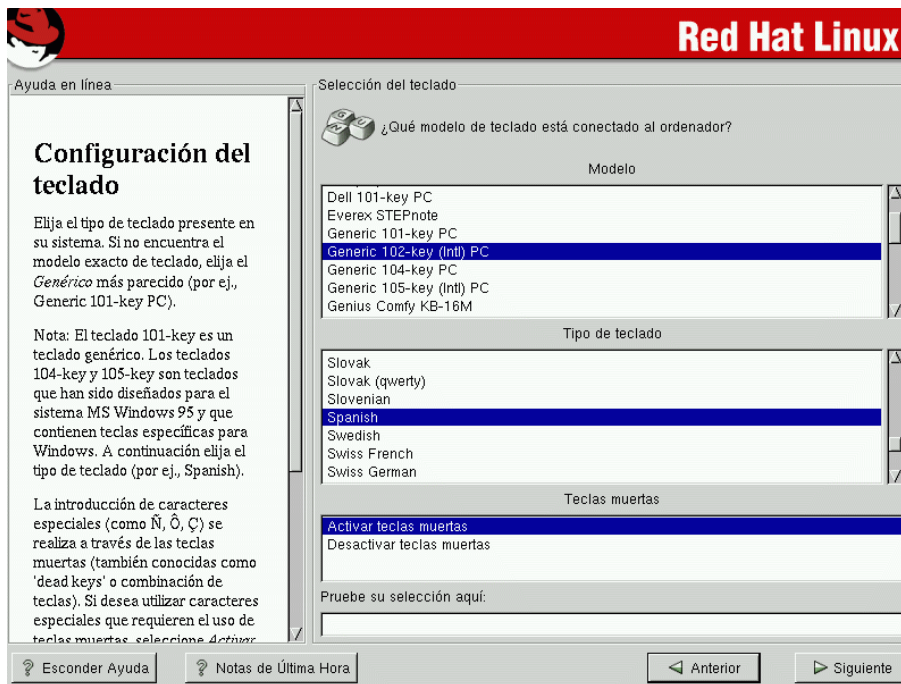 Red Hat Linux
Ayuda en línea
Configuración del
teclado
Elija el tipo de teclado presente en
su sistema. Si no encuentra el
modelo exacto de teclado, elija el
Genérico más parecido (por ej.,
Generic 101-key PC).
Nota: El teclado 101-key es un
teclado genérico. Los teclados
104-key y 105-key son teclados
que han sido diseñados para el
sistema MS Windows 95 y que
contienen teclas específicas para
Windows. A continuación elija el
tipo de teclado (por ej., Spanish).
La introducción de caracteres
especiales (como Ñ, Ô, Ç) se
realiza a través de las teclas
muertas (también conocidas como
'dead keys' o combinación de
teclas). Si desea utilizar caracteres
especiales que requieren el uso de
teclas muertas, seleccione Activar
Selección del teclado
G U N
¿Qué modelo de teclado está conectado al ordenador?
Modelo
Dell 101-key PC
Everex STEPnote
Generic 101-key PC
Generic 102-key (Intl) PC
Generic 104-key PC
Generic 105-key (Intl) PC
Genius Comfy KB-16M
Tipo de teclado
Slovak
Slovak (qwerty)
Slovenian
Spanish
Swedish
Swiss French
Swiss German
Teclas muertas
Activar teclas muertas
Desactivar teclas muertas
Pruebe su selección aquí:
? Esconder Ayuda
? Notas de Última Hora
Anterior
Siguiente